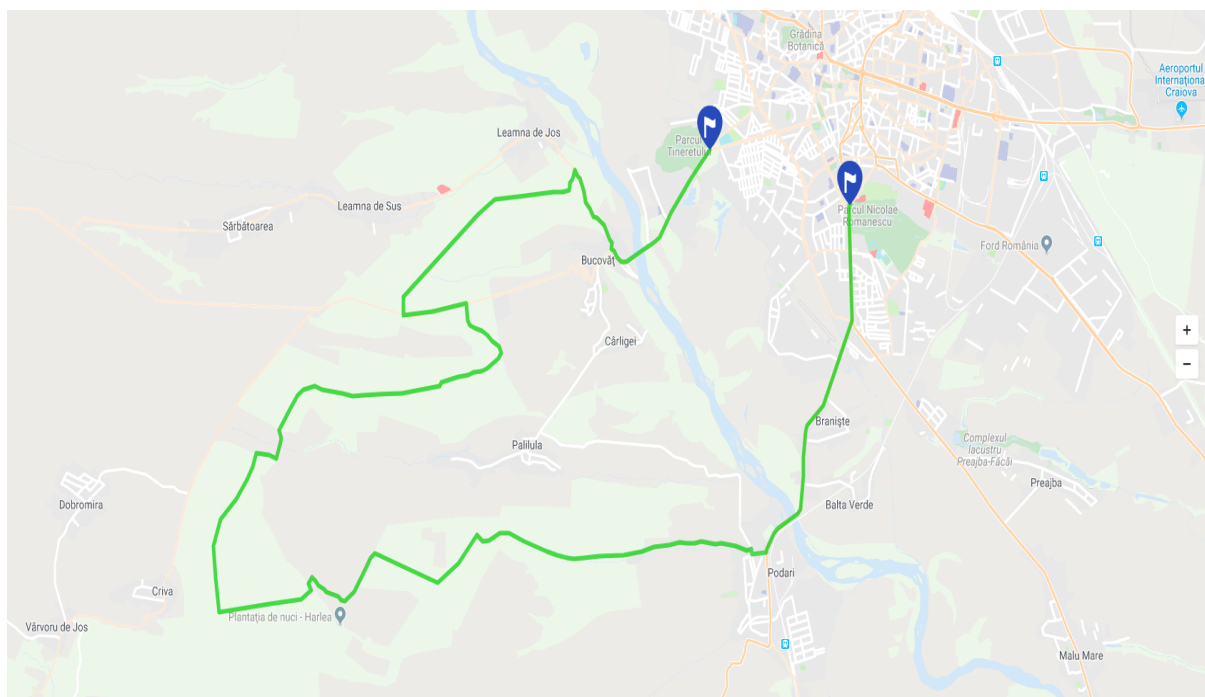 Grădina
Botanică
Aeroportul
Internațional
Craiova
Leamna de Jos
Parcul
Tineretului
Leamna de Sus
Parcul Nicolae
Romanescu
Sărbătoarea
Ford România
Bucovăț
+
Cârligei
−
Braniște
Complexul
lacustru
Preajba-Făcăi
Palilula
Preajba
Dobromira
Balta Verde
Podari
Criva
Plantația de nuci - Harlea
Vârvoru de Jos
Malu Mare